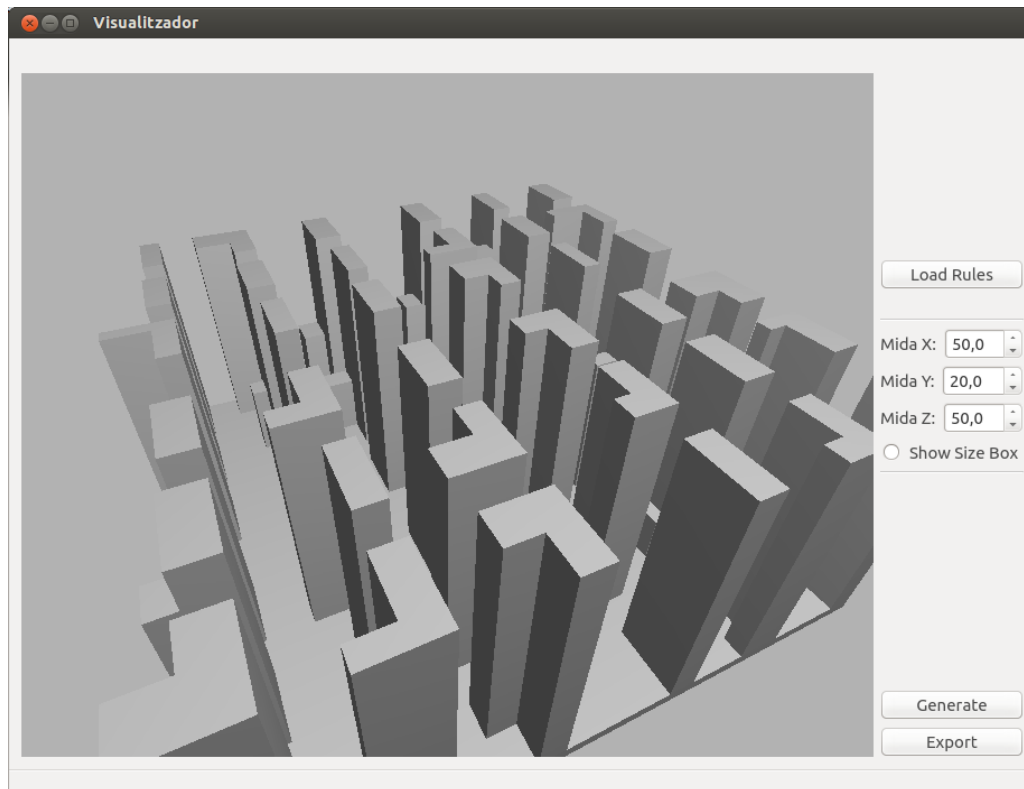 Visualitzador
Load Rules
Mida X: 50,0
Mida Y: 20,0
Mida Z: 50,0
Show Size Box
Generate
Export